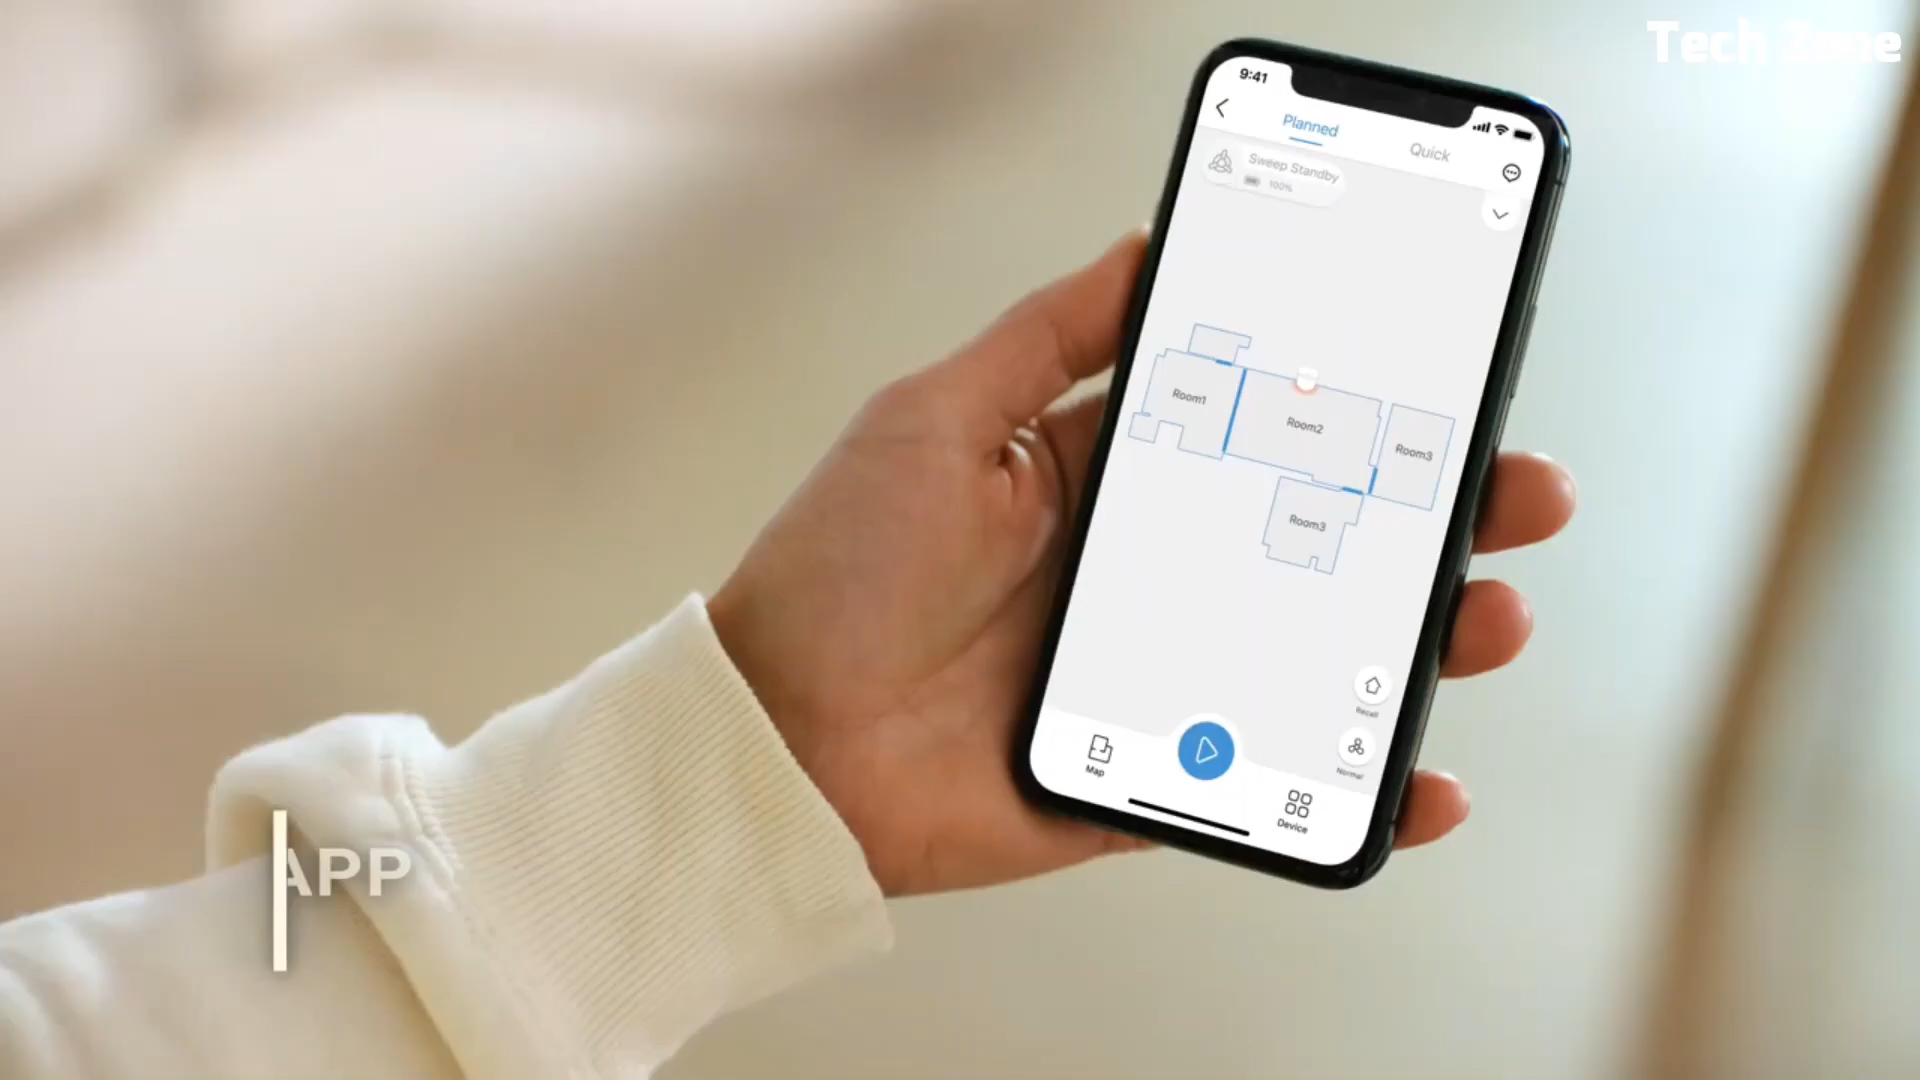 Tech Zone
9:41
Planned
Quick
Sweep Standby
100%
Room1
Room2
Room3
Room3
Recall
Normal
Map
Device
APP